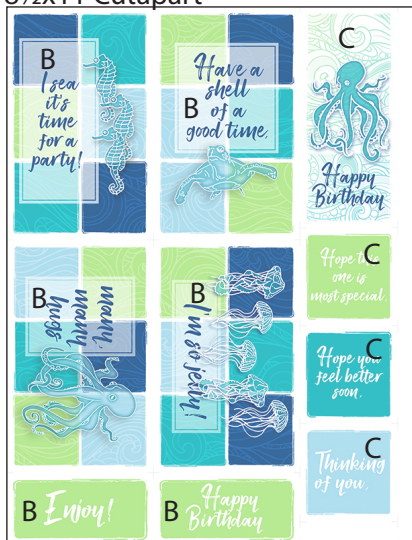 8½x11 Cutapart
B
I sea
it's
time
for a
party!
Have a
shell
B
of a
good time.
C
Happy
Birthday
B
many,
many
hugs
B
I'm so jelly!
C
Hope this
one is
most special.
C
Hope you
feel better
soon.
C
Thinking
of you.
B
Enjoy!
B
Happy
Birthday